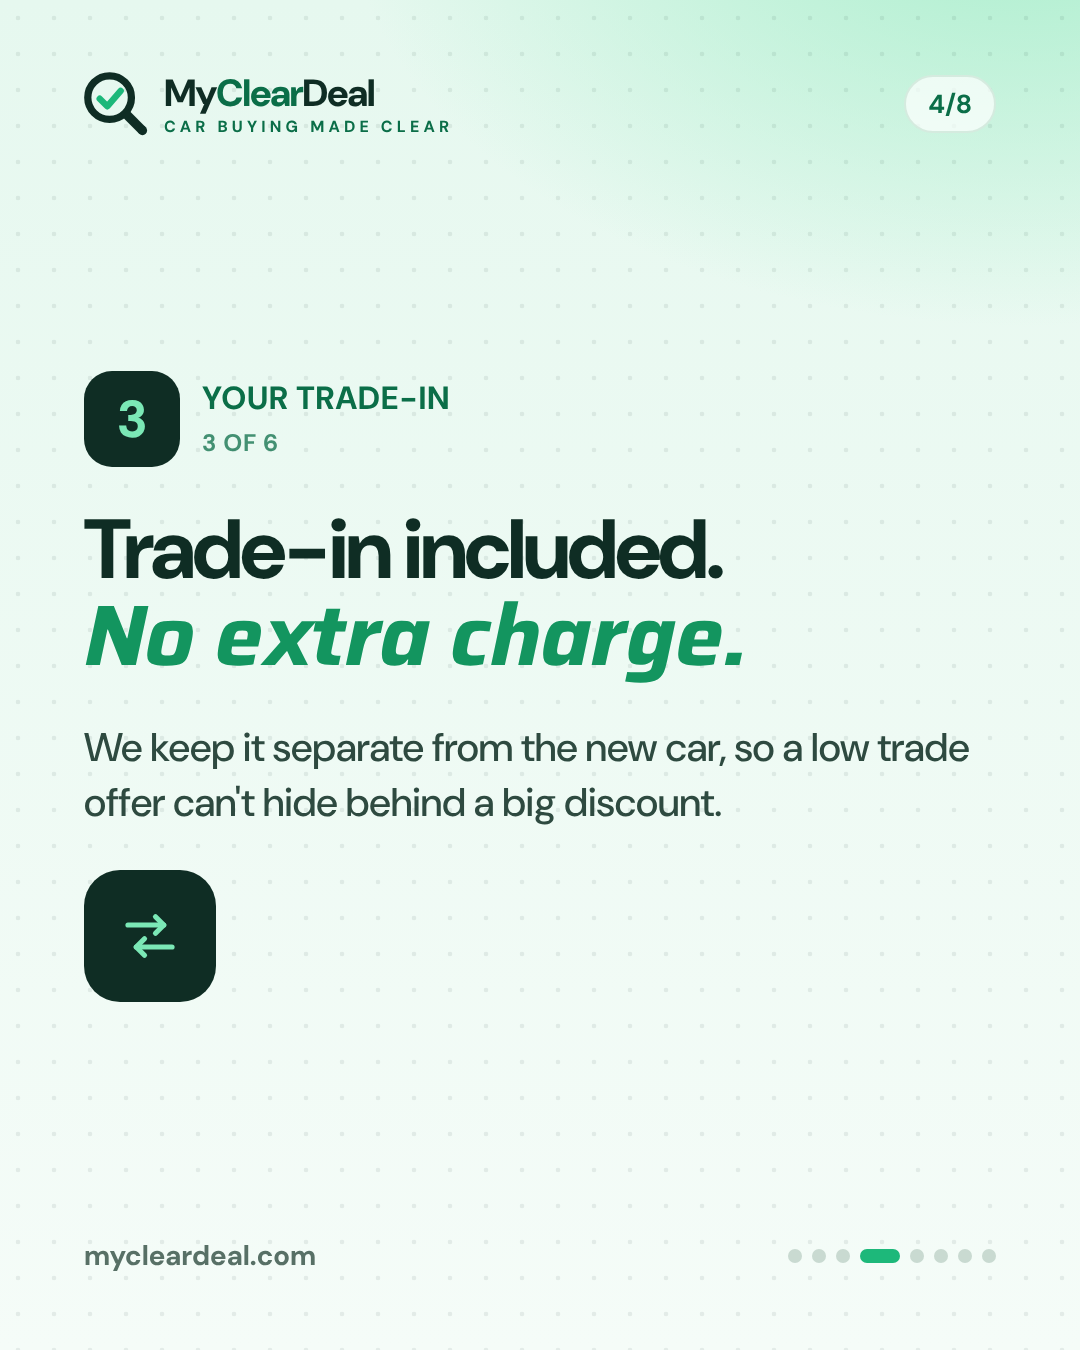 MyClearDeal
CAR BUYING MADE CLEAR
4/8
3
YOUR TRADE-IN
3 OF 6
Trade-in included.
No extra charge.
We keep it separate from the new car, so a low trade
offer can't hide behind a big discount.
mycleardeal.com